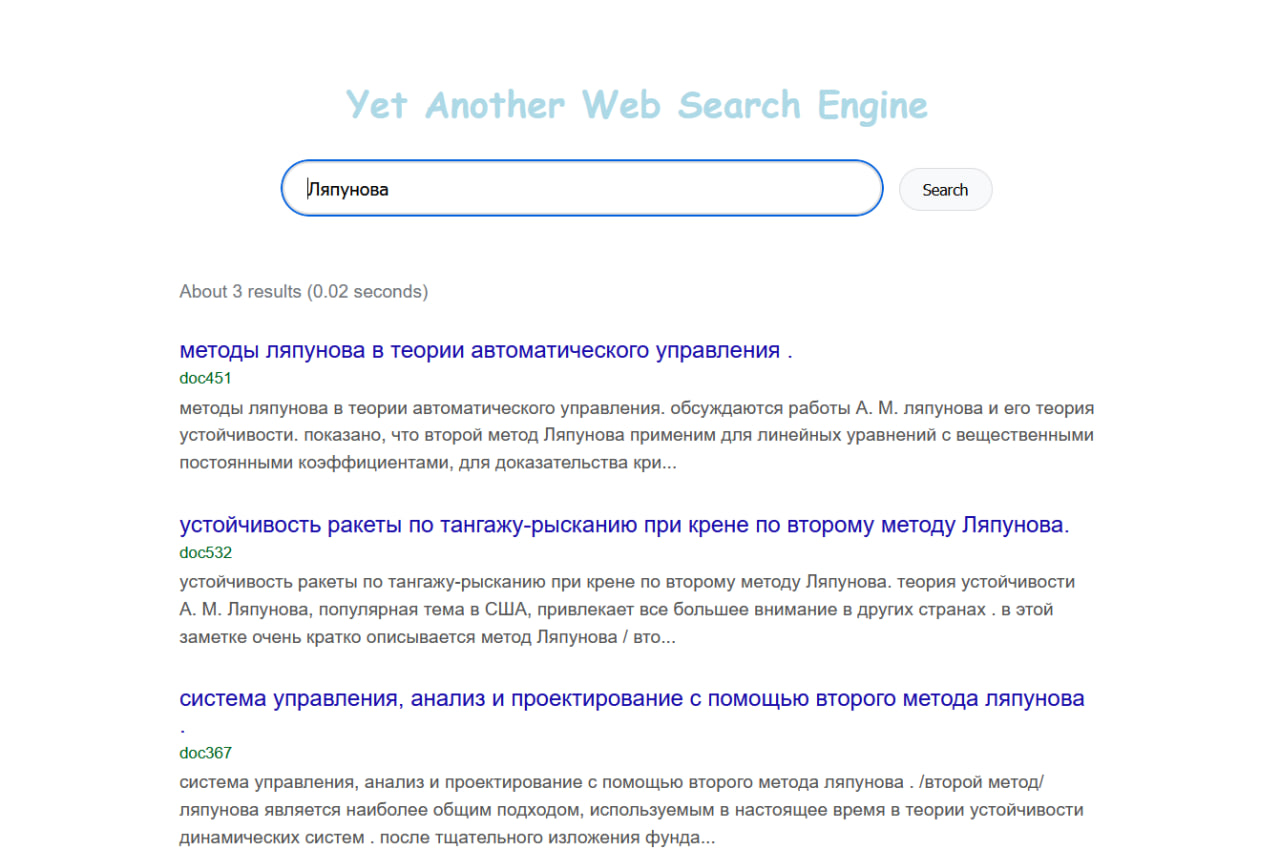 Yet Another Web Search Engine
Ляпунова
Search
About 3 results (0.02 seconds)
методы ляпунова в теории автоматического управления .
doc451
методы ляпунова в теории автоматического управления. обсуждаются работы А. М. ляпунова и его теория
устойчивости. показано, что второй метод Ляпунова применим для линейных уравнений с вещественными
постоянными коэффициентами, для доказательства кри...
устойчивость ракеты по тангажу-рысканию при крене по второму методу Ляпунова.
doc532
устойчивость ракеты по тангажу-рысканию при крене по второму методу Ляпунова. теория устойчивости
А. М. Ляпунова, популярная тема в США, привлекает все большее внимание в других странах . в этой
заметке очень кратко описывается метод Ляпунова / вто...
система управления, анализ и проектирование с помощью второго метода ляпунова
.
doc367
система управления, анализ и проектирование с помощью второго метода ляпунова . /второй метод/
ляпунова является наиболее общим подходом, используемым в настоящее время в теории устойчивости
динамических систем . после тщательного изложения фунда...